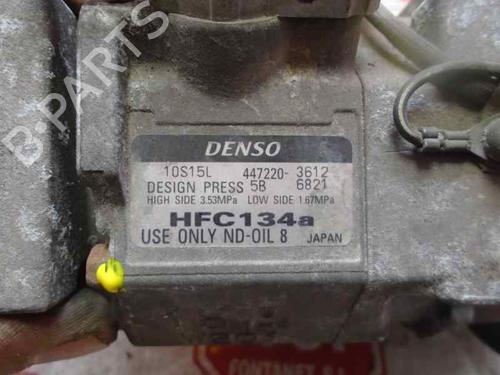 B-PARTS
DENSO
10S15L 447220-3612
DESIGN PRESS 5B 6821
HIGH SIDE 3.53MPa LOW SIDE 1.67MPa
HFC134a
USE ONLY ND-OIL 8 JAPAN
FONTANET S.L.